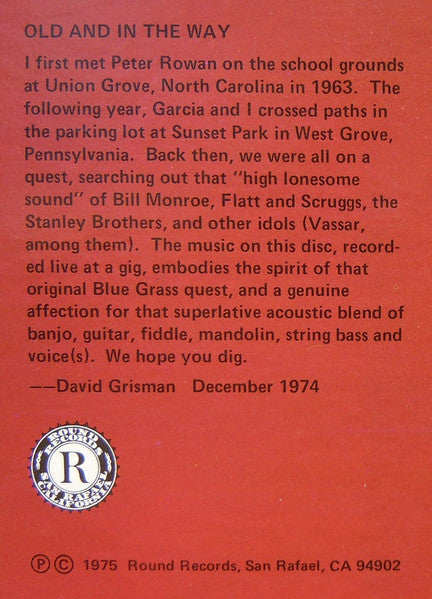 OLD AND IN THE WAY
I first met Peter Rowan on the school grounds
at Union Grove, North Carolina in 1963. The
following year, Garcia and I crossed paths in
the parking lot at Sunset Park in West Grove,
Pennsylvania. Back then, we were all on a
quest, searching out that "high lonesome
sound" of Bill Monroe, Flatt and Scruggs, the
Stanley Brothers, and other idols (Vassar,
among them). The music on this disc, record-
ed live at a gig, embodies the spirit of that
original Blue Grass quest, and a genuine
affection for that superlative acoustic blend of
banjo, guitar, fiddle, mandolin, string bass and
voice(s). We hope you dig.
——David Grisman December 1974
ROUND
RECORDS
R
SAN RAFAEL
CALIFORNIA
Ⓟ © 1975 Round Records, San Rafael, CA 94902